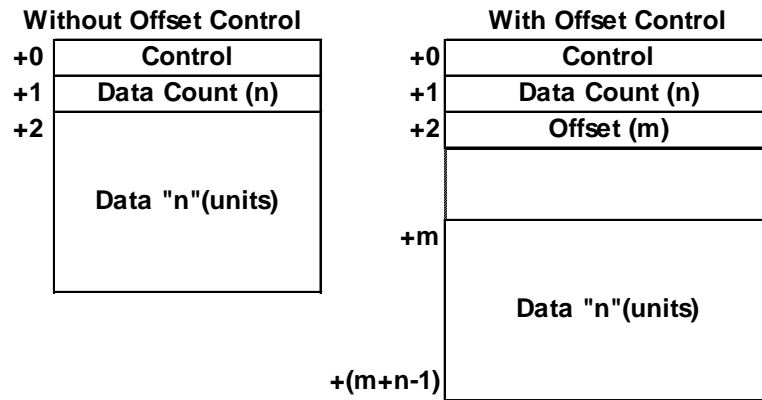 Without Offset Control
+0 Control
+1 Data Count (n)
+2
Data "n"(units)
With Offset Control
+0 Control
+1 Data Count (n)
+2 Offset (m)
+m
Data "n"(units)
+(m+n-1)